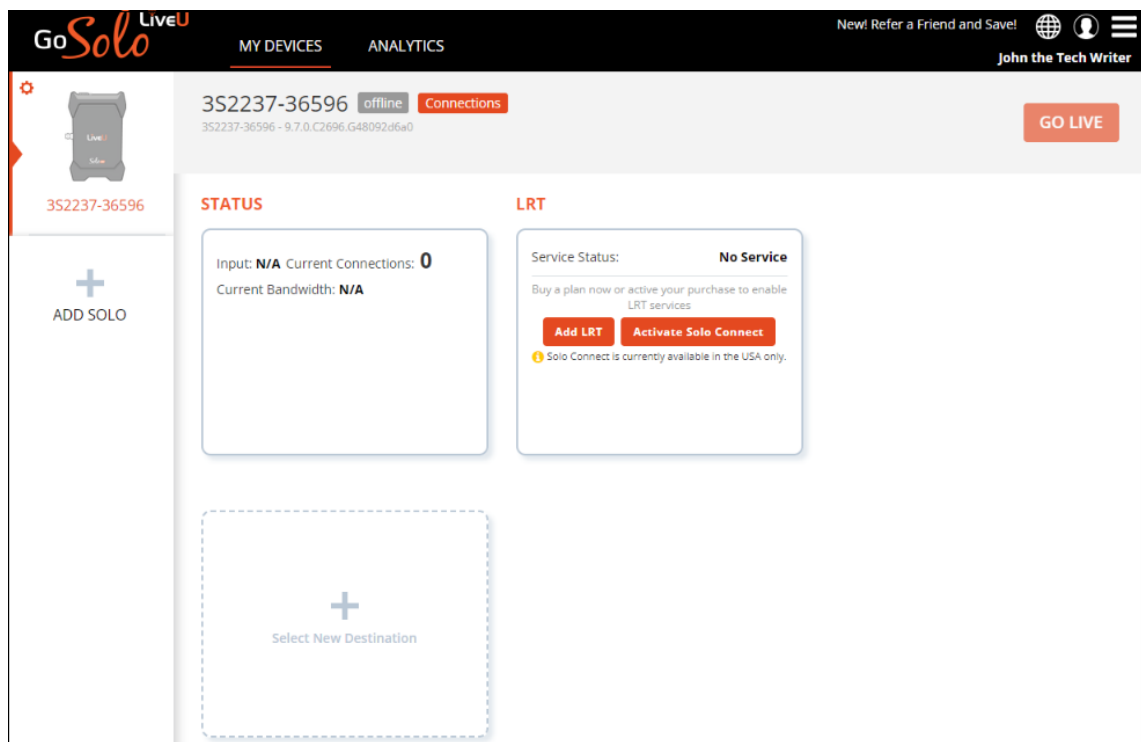 GoSolo LiveU
MY DEVICES
ANALYTICS
New! Refer a Friend and Save!
John the Tech Writer
LiveU
Solo
3S2237-36596
ADD SOLO
3S2237-36596 offline Connections
3S2237-36596 - 9.7.0.C2696.G48092d6a0
GO LIVE
STATUS
Input: N/A Current Connections: 0
Current Bandwidth: N/A
LRT
Service Status: No Service
Buy a plan now or active your purchase to enable
LRT services
Add LRT
Activate Solo Connect
Solo Connect is currently available in the USA only.
Select New Destination